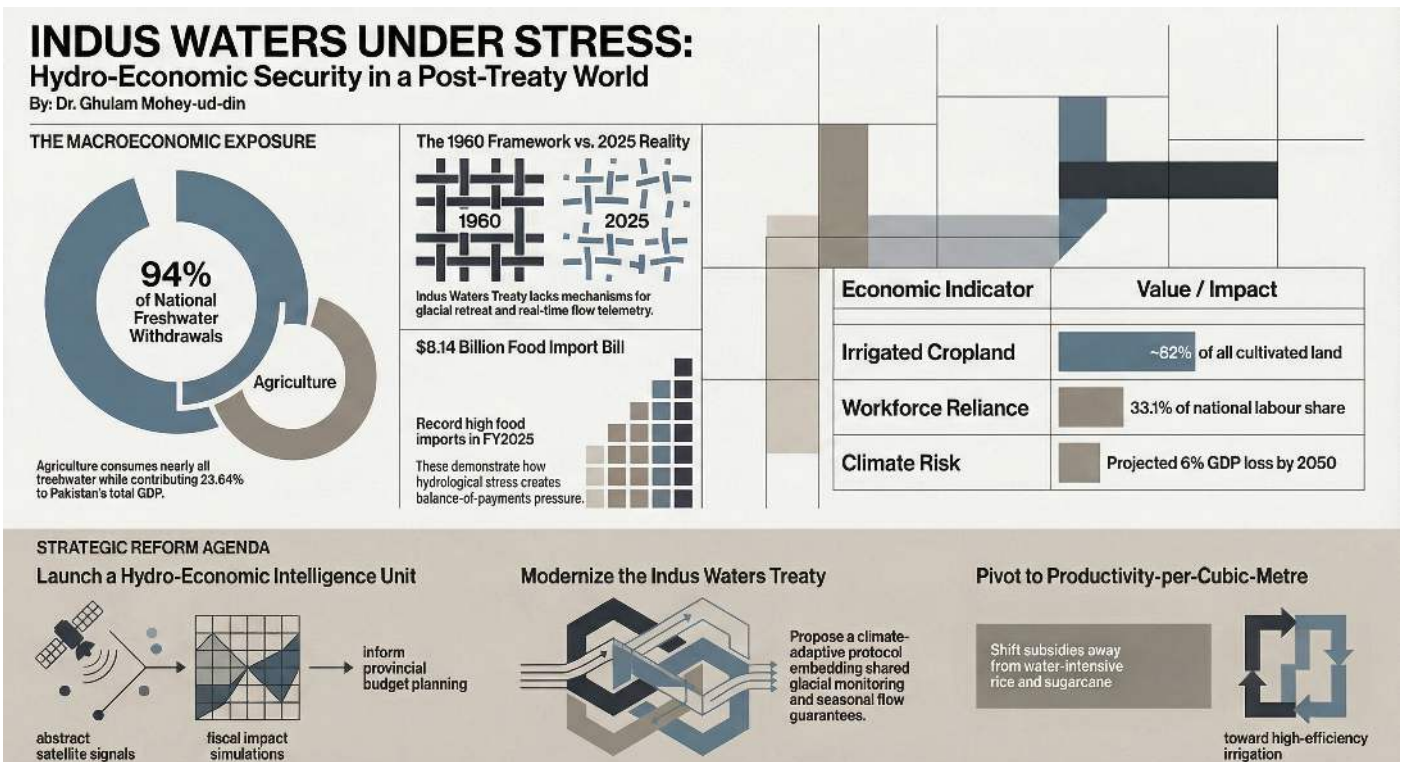 INDUS WATERS UNDER STRESS:
Hydro-Economic Security in a Post-Treaty World
By: Dr. Ghulam Mohey-ud-din
THE MACROECONOMIC EXPOSURE
94%
of National
Freshwater
Withdrawals
Agriculture
Agriculture consumes nearly all
treehwater while contributing 23.64%
to Pakistan's total GDP.
The 1960 Framework vs. 2025 Reality
1960
2025
Indus Waters Treaty lacks mechanisms for
glacial retreat and real-time flow telemetry.
$8.14 Billion Food Import Bill
Record high food
imports in FY2025
These demonstrate how
hydrological stress creates
balance-of-payments pressure.
Economic Indicator
Value / Impact
Irrigated Cropland
~82% of all cultivated land
Workforce Reliance
33.1% of national labour share
Climate Risk
Projected 6% GDP loss by 2050
STRATEGIC REFORM AGENDA
Launch a Hydro-Economic Intelligence Unit
abstract
satellite signals
fiscal impact
simulations
inform
provincial
budget planning
Modernize the Indus Waters Treaty
Propose a climate-
adaptive protocol
embedding shared
glacial monitoring
and seasonal flow
guarantees.
Pivot to Productivity-per-Cubic-Metre
Shift subsidies away
from water-intensive
rice and sugarcane
toward high-efficiency
irrigation